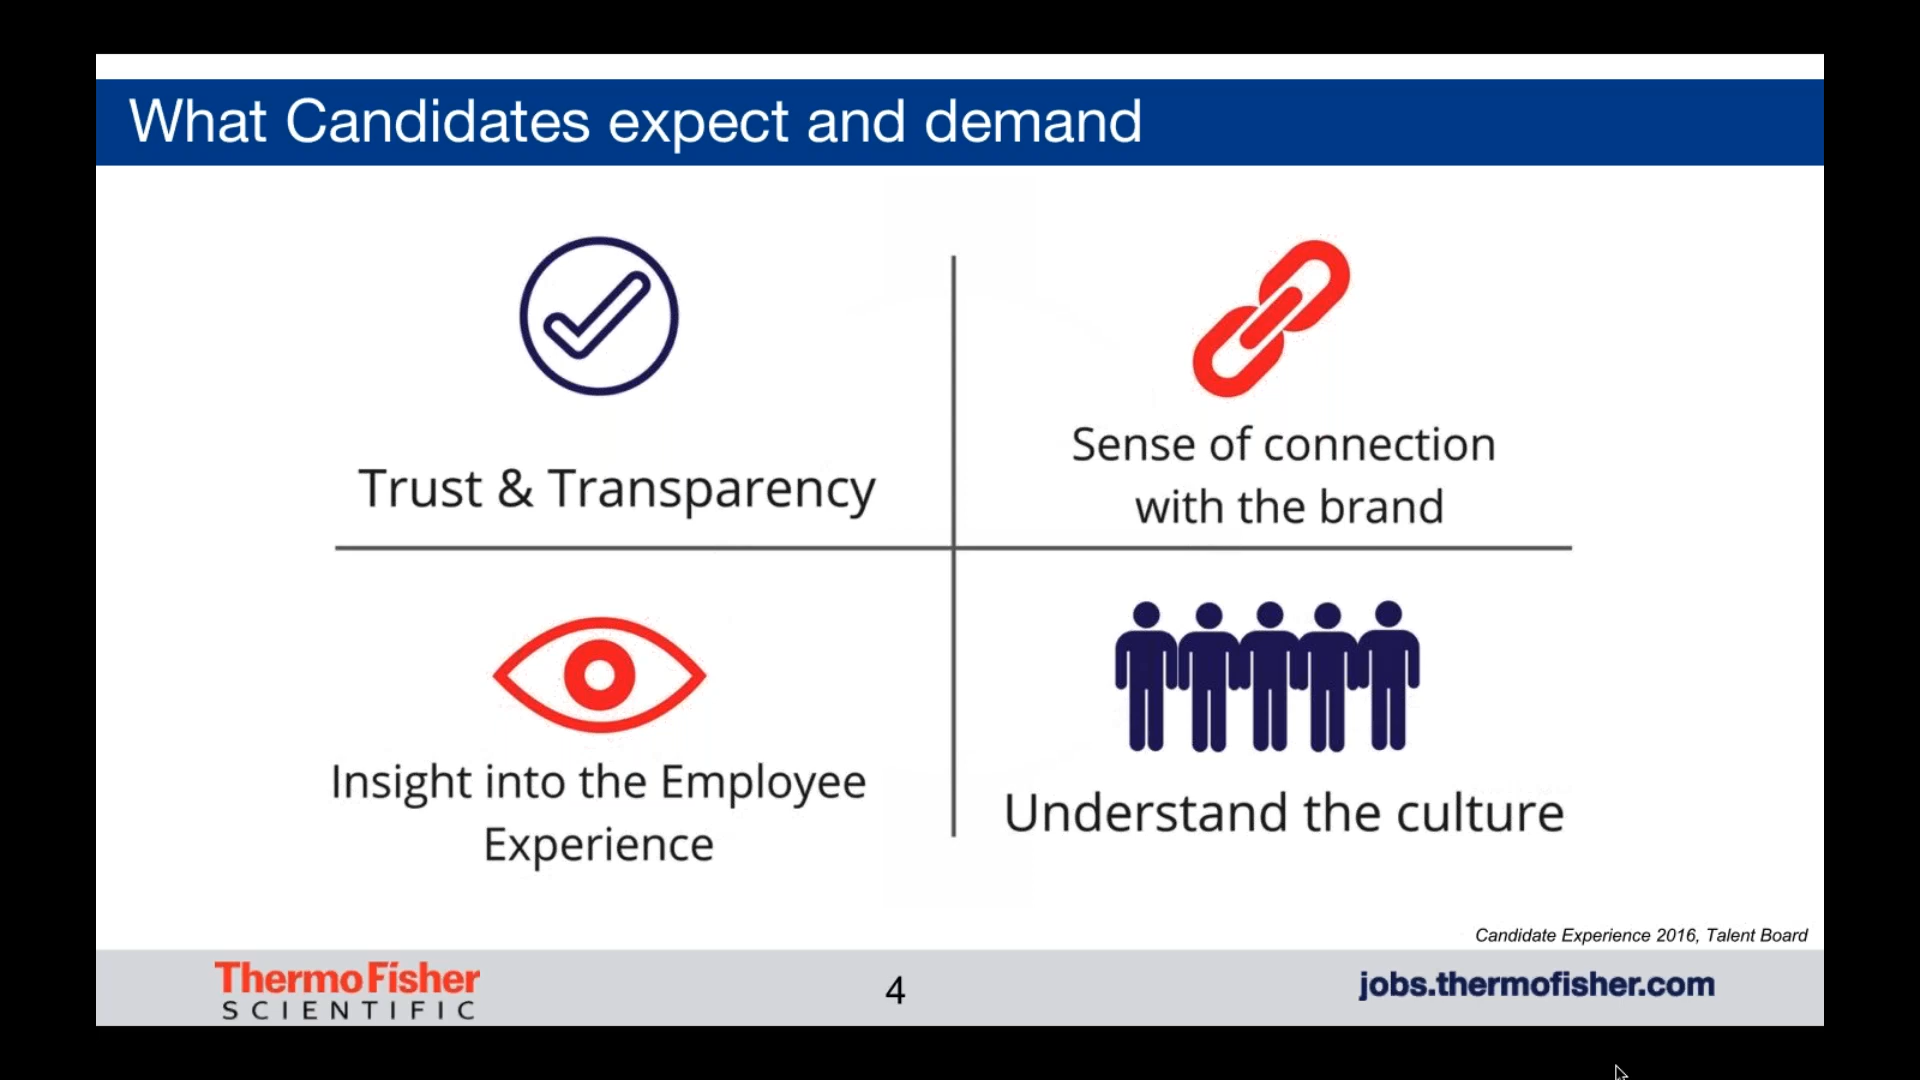 What Candidates expect and demand
Trust & Transparency
Sense of connection
with the brand
Insight into the Employee
Experience
Understand the culture
Candidate Experience 2016, Talent Board
ThermoFisher
SCIENTIFIC
4
jobs.thermofisher.com